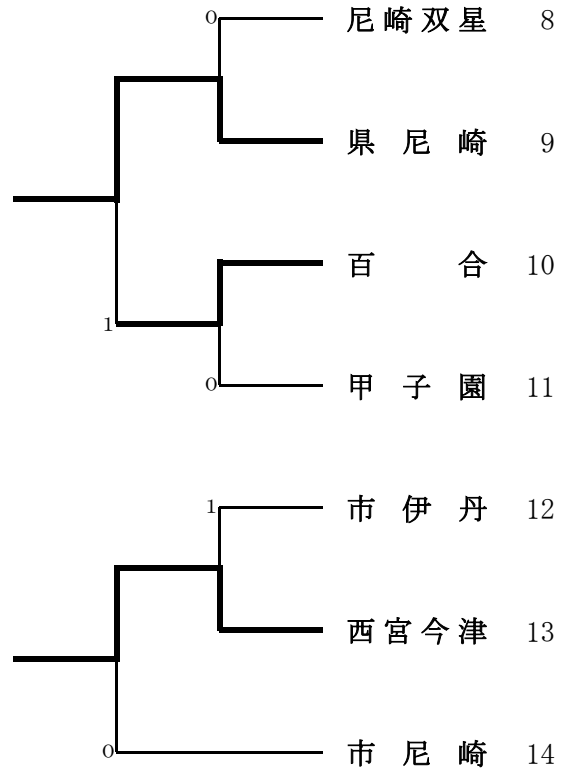 0 尼崎双星 8
県尼崎 9
百合 10
1
0 甲子園 11
1 市伊丹 12
西宮今津 13
0 市尼崎 14